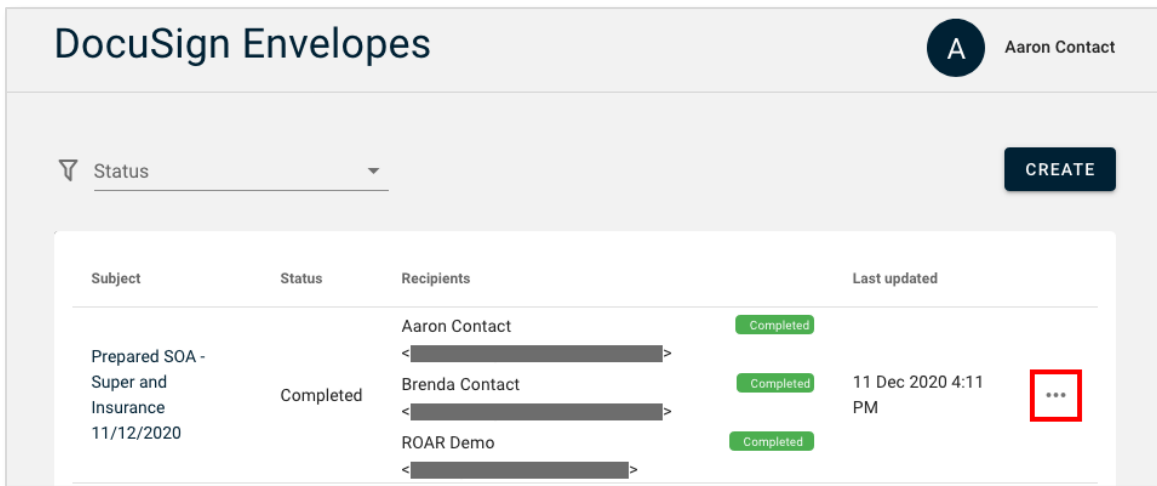 DocuSign Envelopes
A
Aaron Contact
Status
CREATE
Subject
Status
Recipients
Last updated
Prepared SOA -
Super and
Insurance
11/12/2020
Completed
Aaron Contact
Completed
< >
Brenda Contact
Completed
< >
ROAR Demo
Completed
< >
11 Dec 2020 4:11
PM
•••